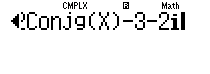 CMPLX R Math
◀Conjg(X)-3-2i